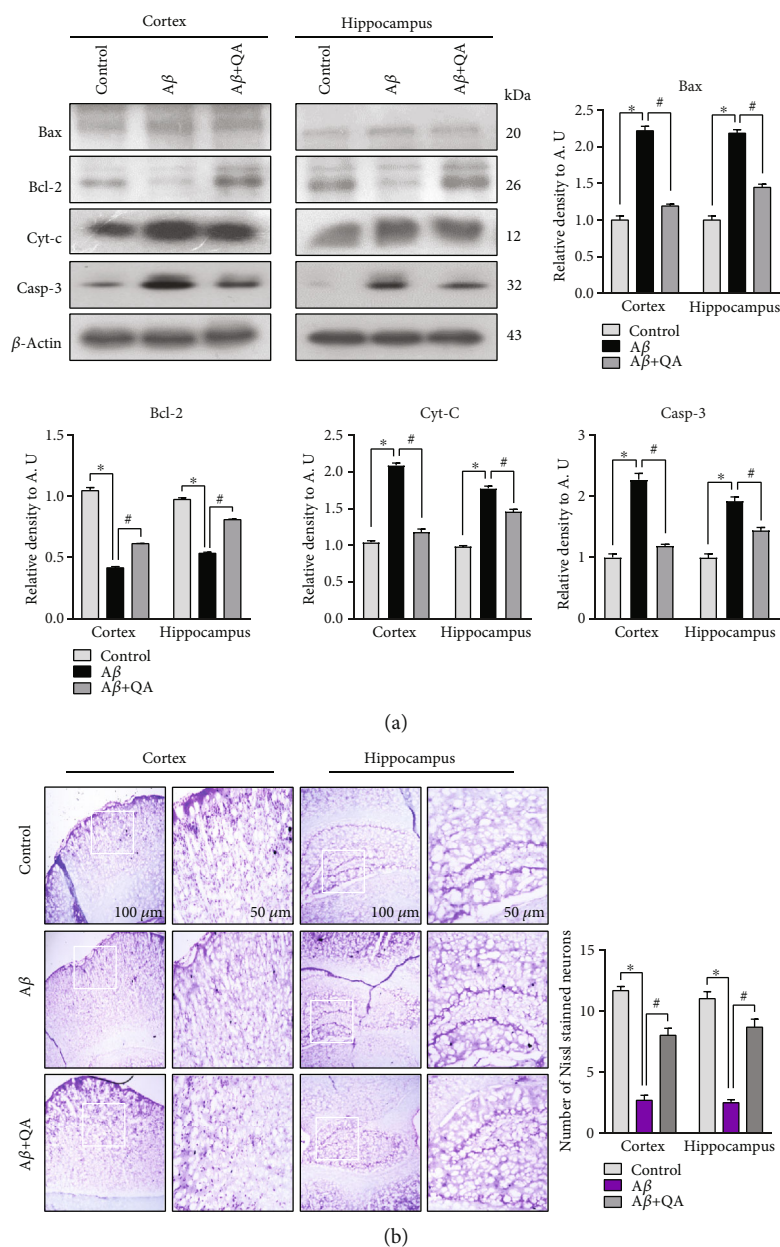 Cortex
Hippocampus
Control
Aβ
Aβ+QA
Control
Aβ
Aβ+QA
kDa
Bax
20
Bcl-2
26
Cyt-c
12
Casp-3
32
β-Actin
43
Bax
Relative density to A. U
2.5
2.0
1.5
1.0
0.5
0.0
*
#
*
#
Cortex
Hippocampus
Control
Aβ
Aβ+QA
Bcl-2
Relative density to A. U
1.5
1.0
0.5
0.0
*
#
*
#
Cortex
Hippocampus
Control
Aβ
Aβ+QA
Cyt-C
Relative density to A. U
2.5
2.0
1.5
1.0
0.5
0.0
*
#
*
#
Cortex
Hippocampus
Casp-3
Relative density to A. U
3
2
1
0
*
#
*
#
Cortex
Hippocampus
(a)
Cortex
Hippocampus
Control
100 μm
50 μm
100 μm
50 μm
Aβ
Aβ+QA
Number of Nissl stainned neurons
15
10
5
0
*
#
*
#
Cortex
Hippocampus
Control
Aβ
Aβ+QA
(b)